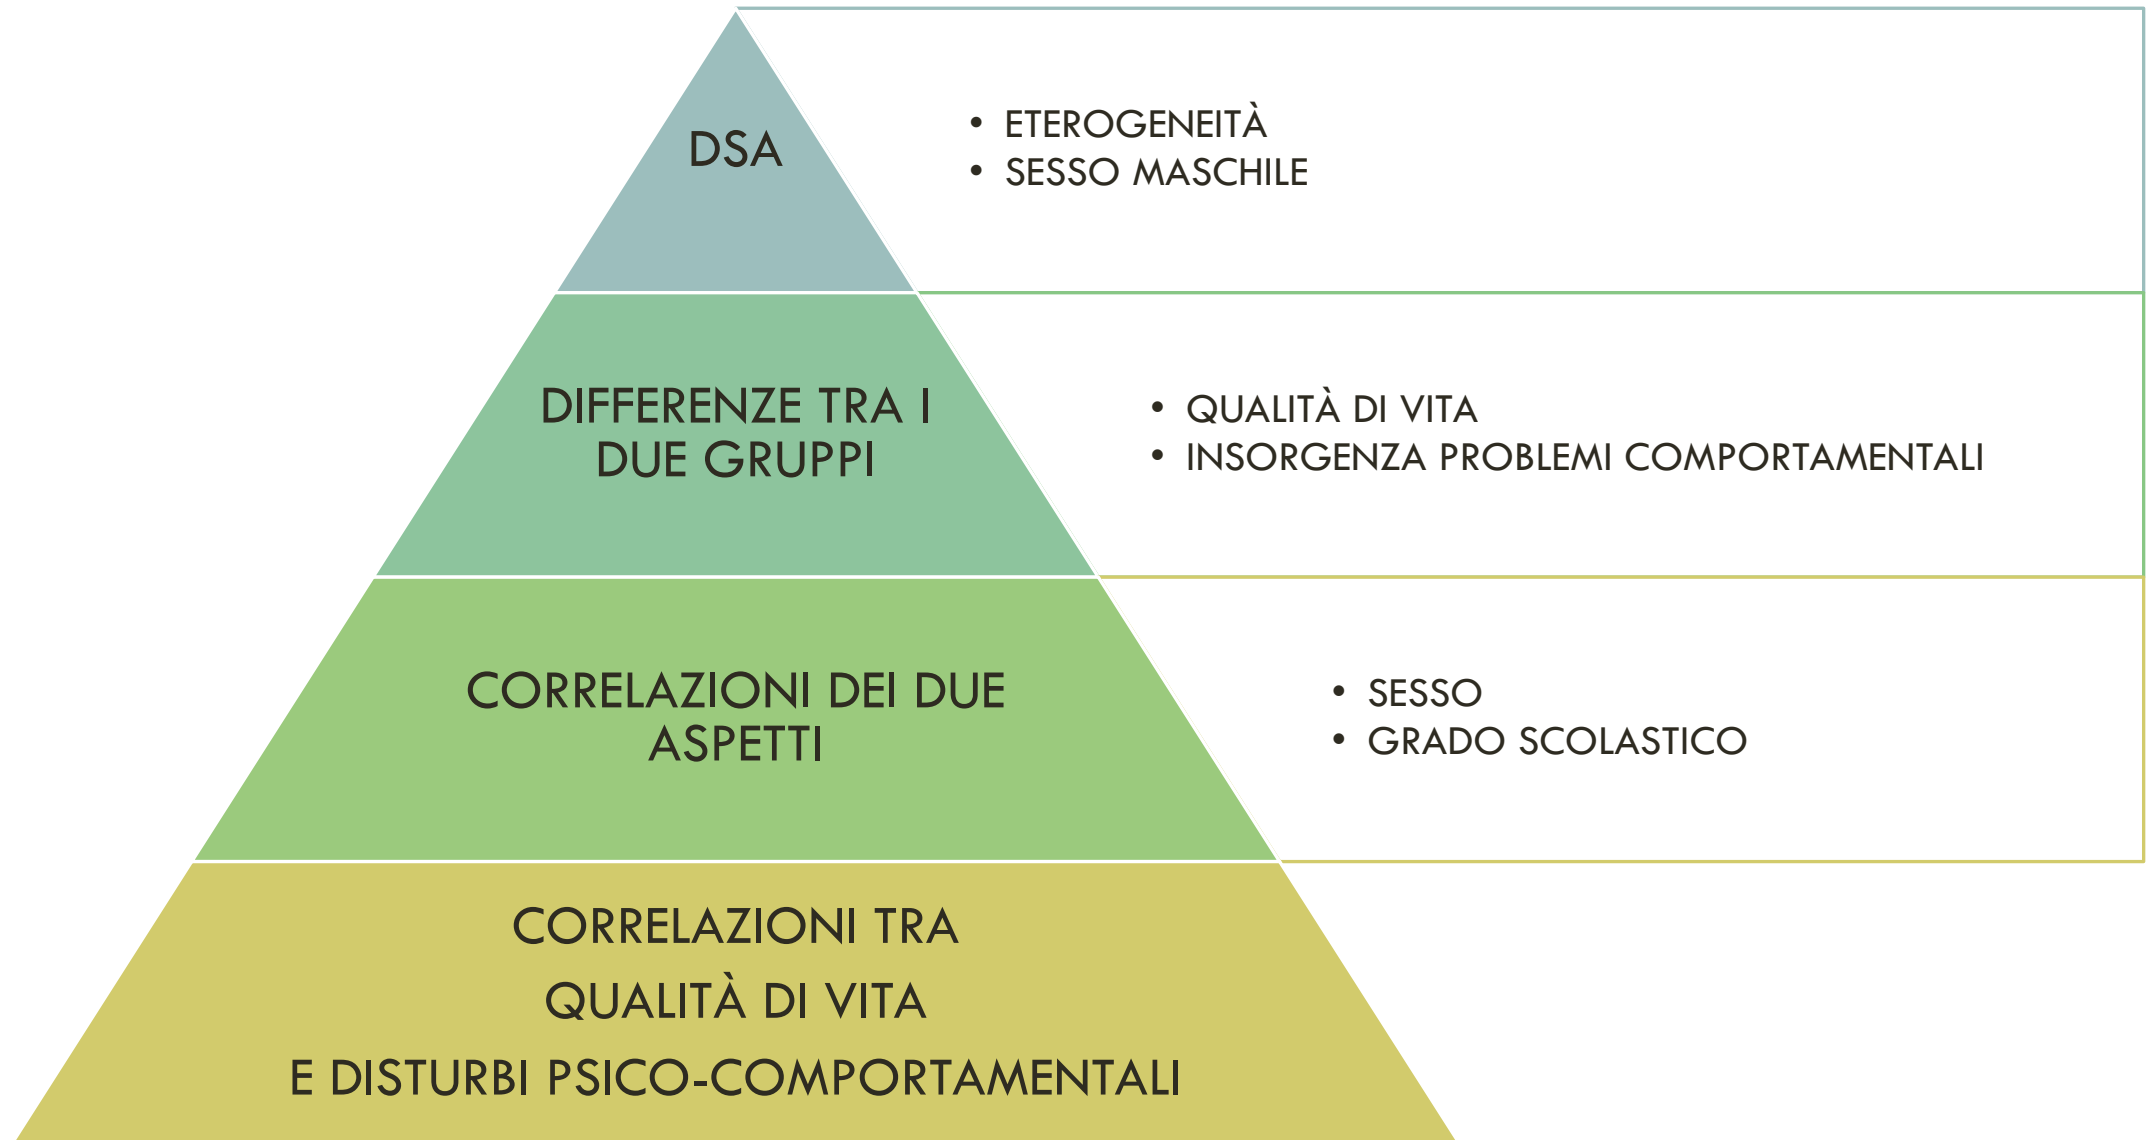 DSA
• ETEROGENEITÀ
• SESSO MASCHILE
DIFFERENZE TRA I
DUE GRUPPI
• QUALITÀ DI VITA
• INSORGENZA PROBLEMI COMPORTAMENTALI
CORRELAZIONI DEI DUE
ASPETTI
• SESSO
• GRADO SCOLASTICO
CORRELAZIONI TRA
QUALITÀ DI VITA
E DISTURBI PSICO-COMPORTAMENTALI